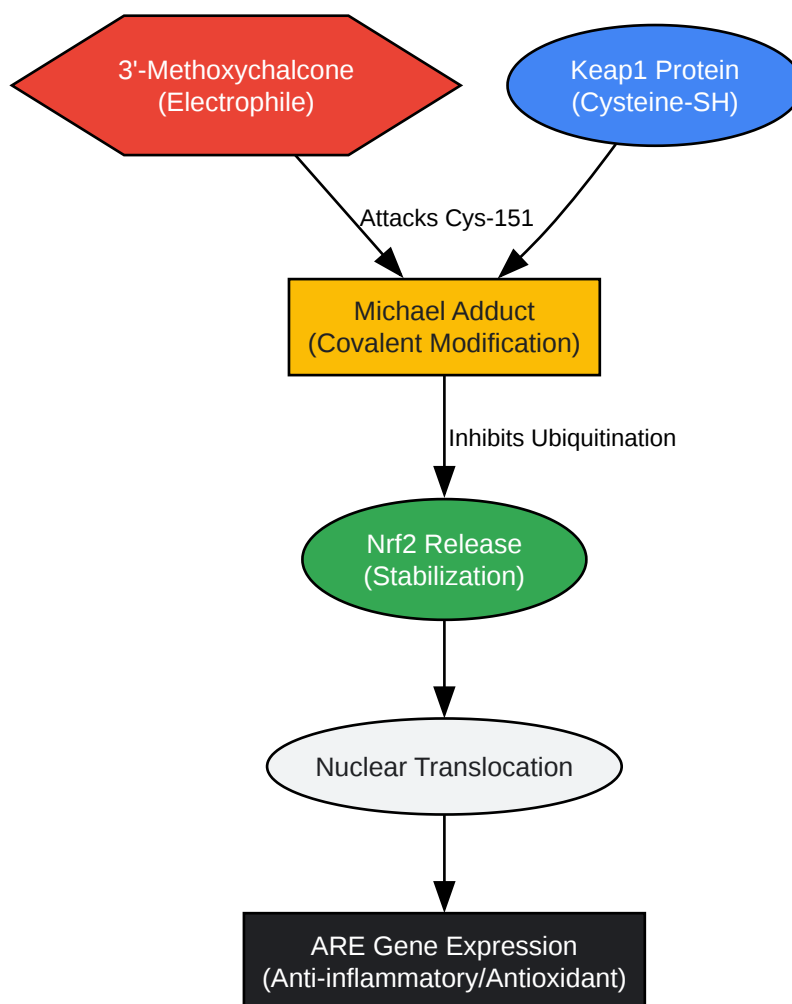 3'-Methoxychalcone
(Electrophile)
Keap1 Protein
(Cysteine-SH)
Attacks Cys-151
Michael Adduct
(Covalent Modification)
Inhibits Ubiquitination
Nrf2 Release
(Stabilization)
Nuclear Translocation
ARE Gene Expression
(Anti-inflammatory/Antioxidant)